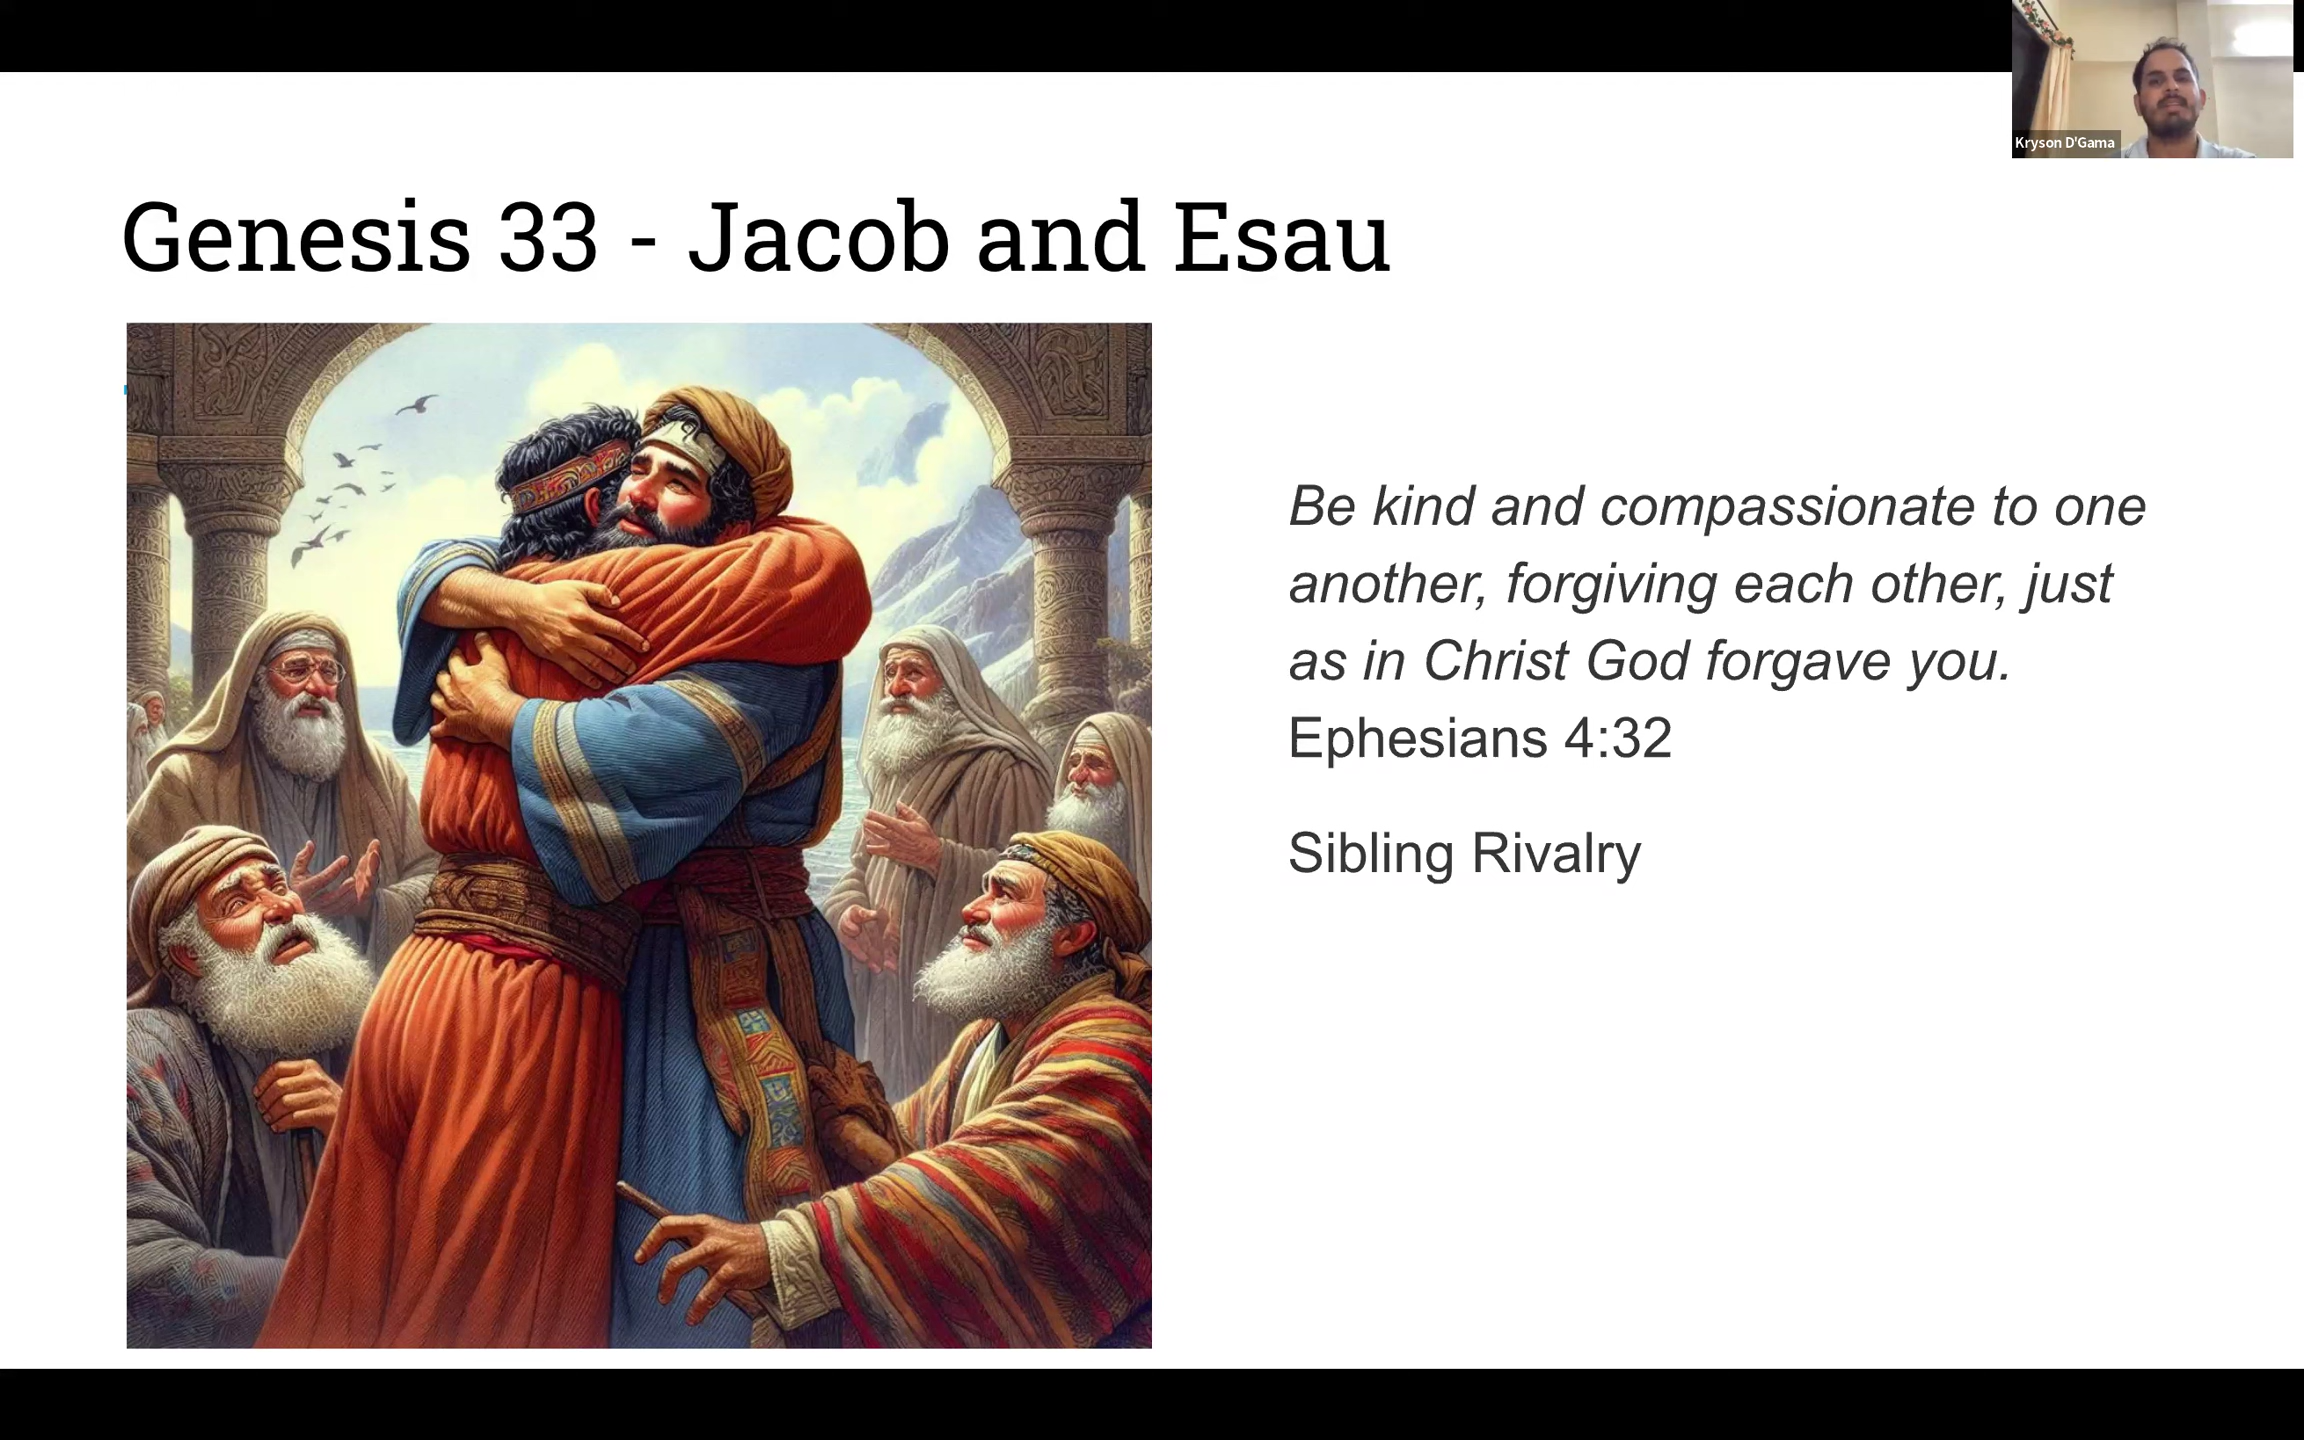 Kryson D'Gama
Genesis 33 - Jacob and Esau
Be kind and compassionate to one
another, forgiving each other, just
as in Christ God forgave you.
Ephesians 4:32
Sibling Rivalry